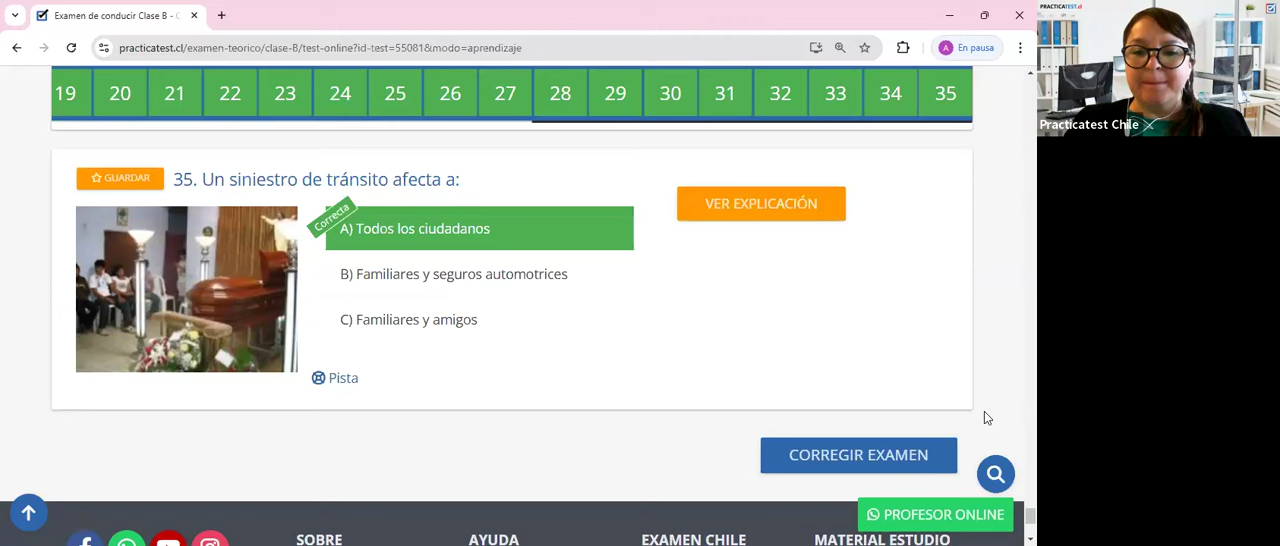 Examen de conducir Clase B - C
practicatest.cl/examen-teorico/clase-B/test-online?id-test=55081&modo=aprendizaje
A
En pausa
PRACTICATEST.cl
Practicatest Chile
19 20 21 22 23 24 25 26 27 28 29 30 31 32 33 34 35
GUARDAR
35. Un siniestro de tránsito afecta a:
VER EXPLICACIÓN
Correcta
A) Todos los ciudadanos
B) Familiares y seguros automotrices
C) Familiares y amigos
Pista
CORREGIR EXAMEN
PROFESOR ONLINE
SOBRE
AYUDA
EXAMEN CHILE
MATERIAL ESTUDIO